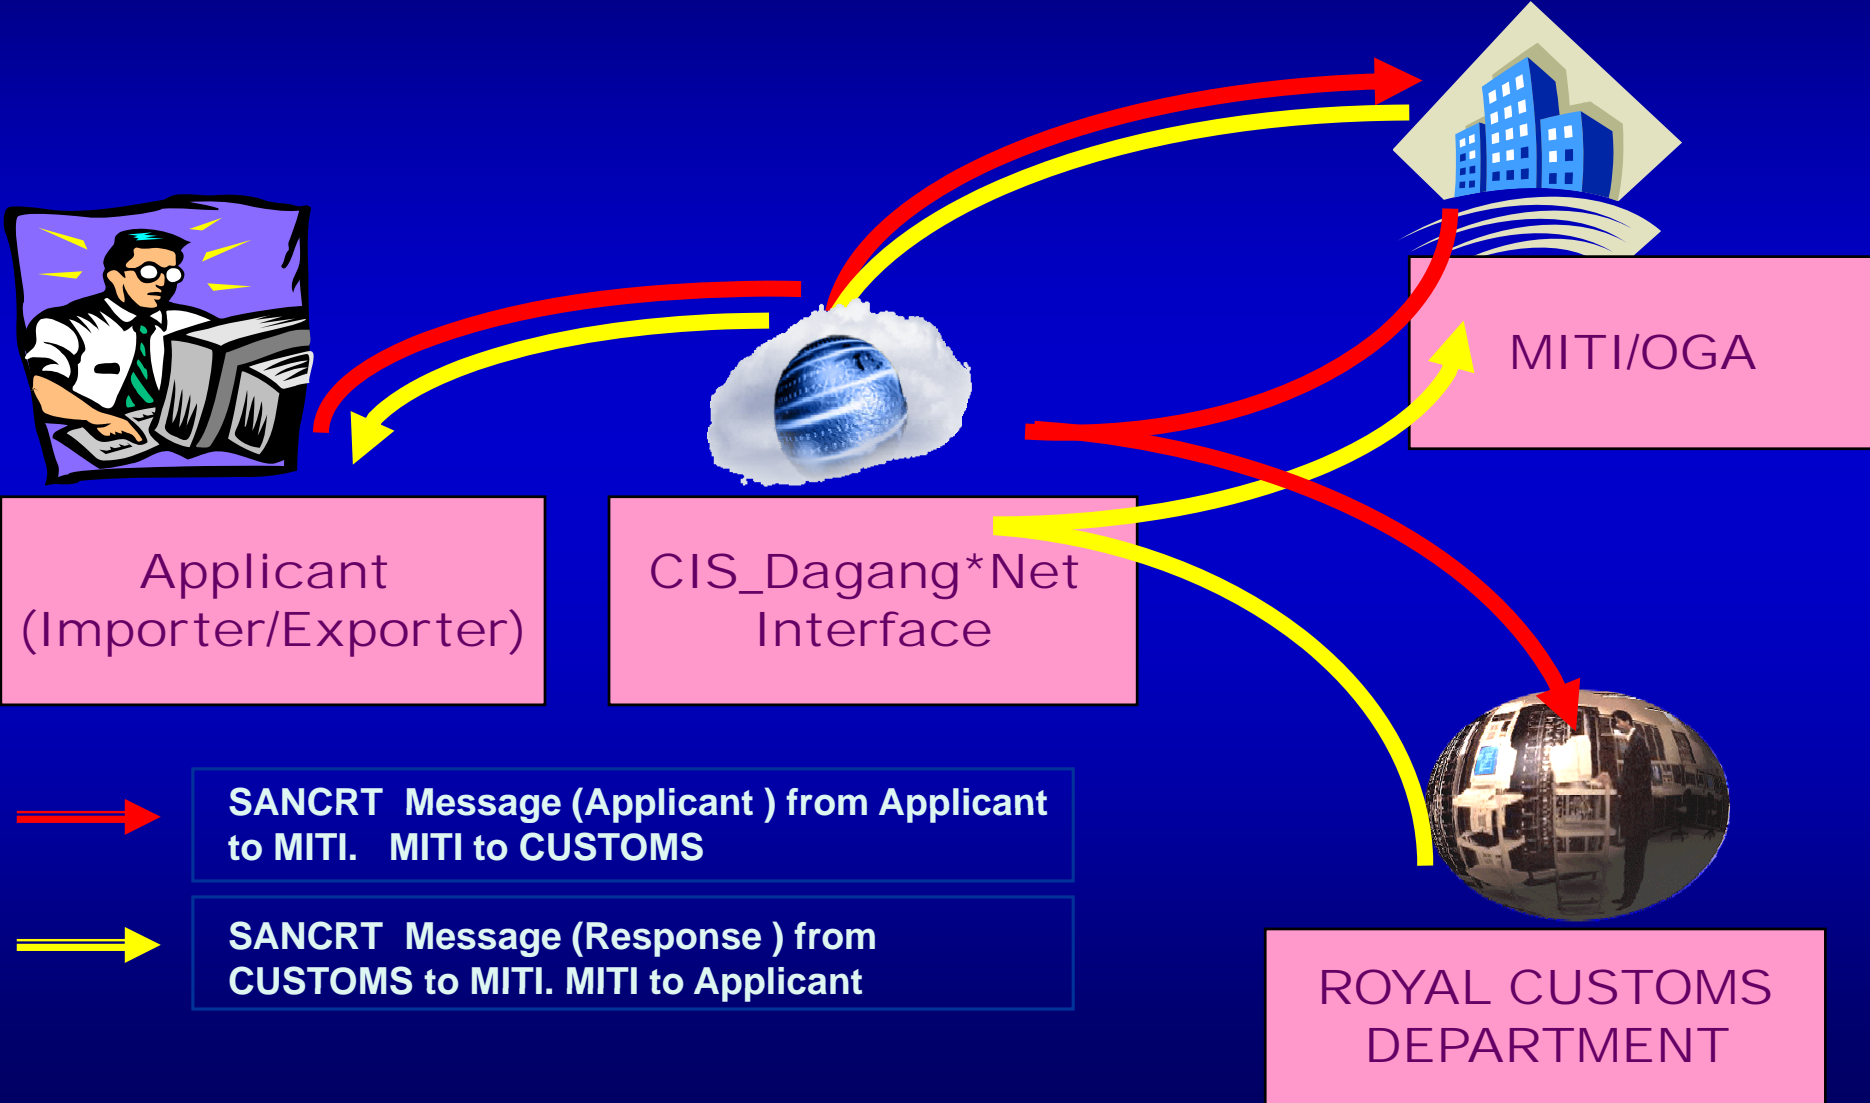 MITI/OGA
Applicant
(Importer/Exporter)
CIS_Dagang*Net
Interface
SANCRT Message (Applicant ) from Applicant
to MITI. MITI to CUSTOMS
SANCRT Message (Response ) from
CUSTOMS to MITI. MITI to Applicant
ROYAL CUSTOMS
DEPARTMENT